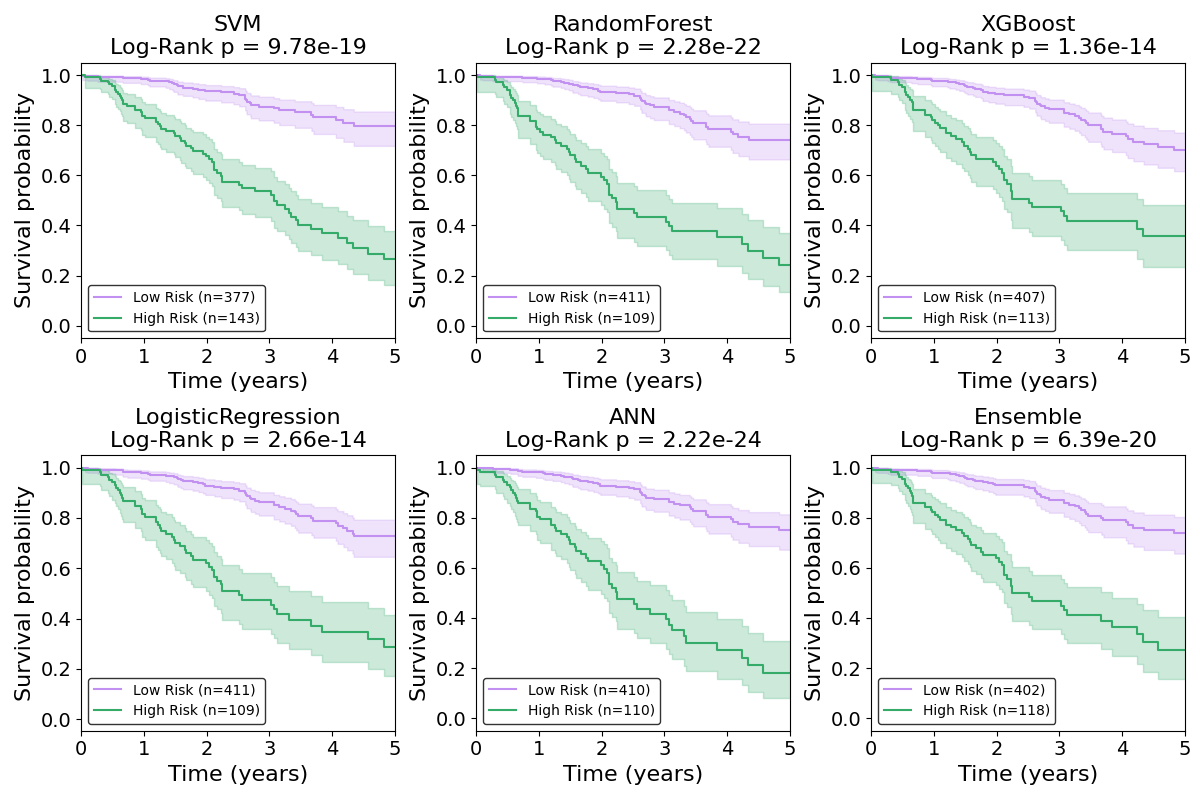 SVM
Log-Rank p = 9.78e-19
Survival probability
1.0
0.8
0.6
0.4
0.2
0.0
Low Risk (n=377)
High Risk (n=143)
0 1 2 3 4 5
Time (years)
RandomForest
Log-Rank p = 2.28e-22
Survival probability
1.0
0.8
0.6
0.4
0.2
0.0
Low Risk (n=411)
High Risk (n=109)
0 1 2 3 4 5
Time (years)
XGBoost
Log-Rank p = 1.36e-14
Survival probability
1.0
0.8
0.6
0.4
0.2
0.0
Low Risk (n=407)
High Risk (n=113)
0 1 2 3 4 5
Time (years)
LogisticRegression
Log-Rank p = 2.66e-14
Survival probability
1.0
0.8
0.6
0.4
0.2
0.0
Low Risk (n=411)
High Risk (n=109)
0 1 2 3 4 5
Time (years)
ANN
Log-Rank p = 2.22e-24
Survival probability
1.0
0.8
0.6
0.4
0.2
0.0
Low Risk (n=410)
High Risk (n=110)
0 1 2 3 4 5
Time (years)
Ensemble
Log-Rank p = 6.39e-20
Survival probability
1.0
0.8
0.6
0.4
0.2
0.0
Low Risk (n=402)
High Risk (n=118)
0 1 2 3 4 5
Time (years)